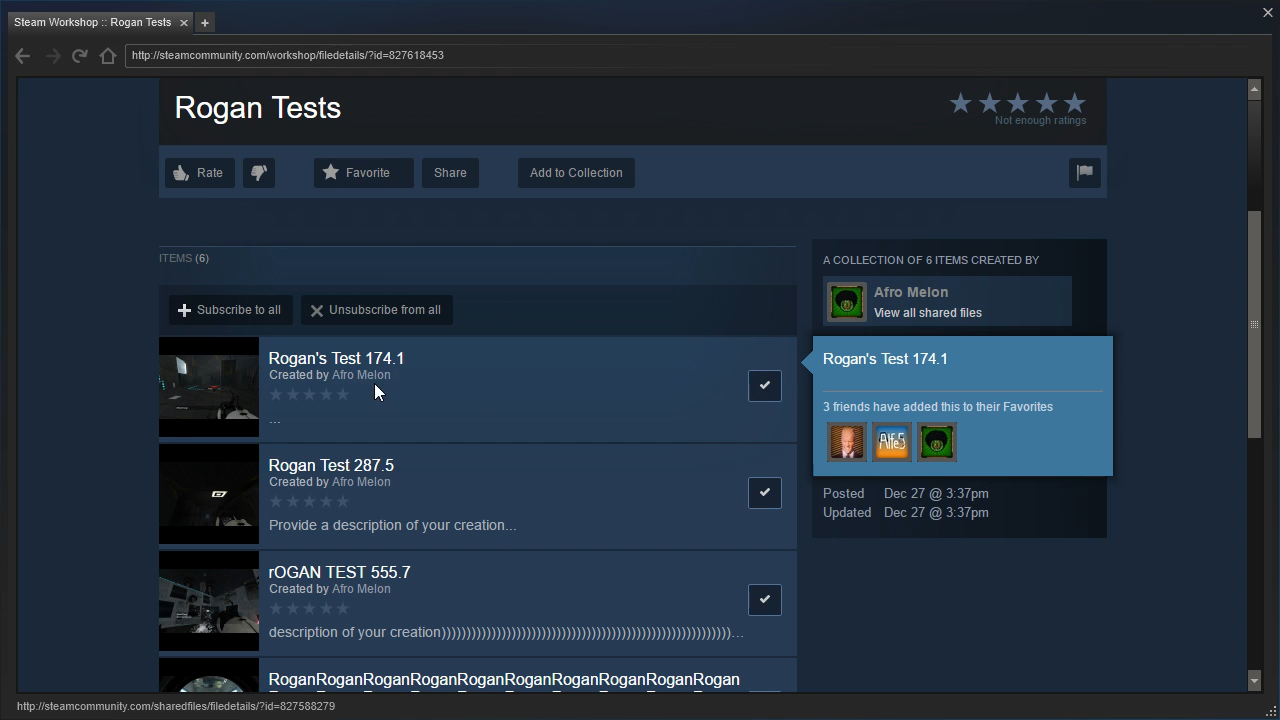 Steam Workshop :: Rogan Tests
http://steamcommunity.com/workshop/filedetails/?id=827618453
Rogan Tests
Not enough ratings
Rate
Favorite
Share
Add to Collection
ITEMS (6)
Subscribe to all
Unsubscribe from all
Rogan's Test 174.1
Created by Afro Melon
...
Rogan Test 287.5
Created by Afro Melon
Provide a description of your creation...
rOGAN TEST 555.7
Created by Afro Melon
description of your creation))))))))))))))))))))))))))))))))))))))))))))))))))))))))))...
RoganRoganRoganRoganRoganRoganRoganRoganRoganRogan
A COLLECTION OF 6 ITEMS CREATED BY
Afro Melon
View all shared files
Rogan's Test 174.1
3 friends have added this to their Favorites
Alfe5
Posted Dec 27 @ 3:37pm
Updated Dec 27 @ 3:37pm
http://steamcommunity.com/sharedfiles/filedetails/?id=827588279